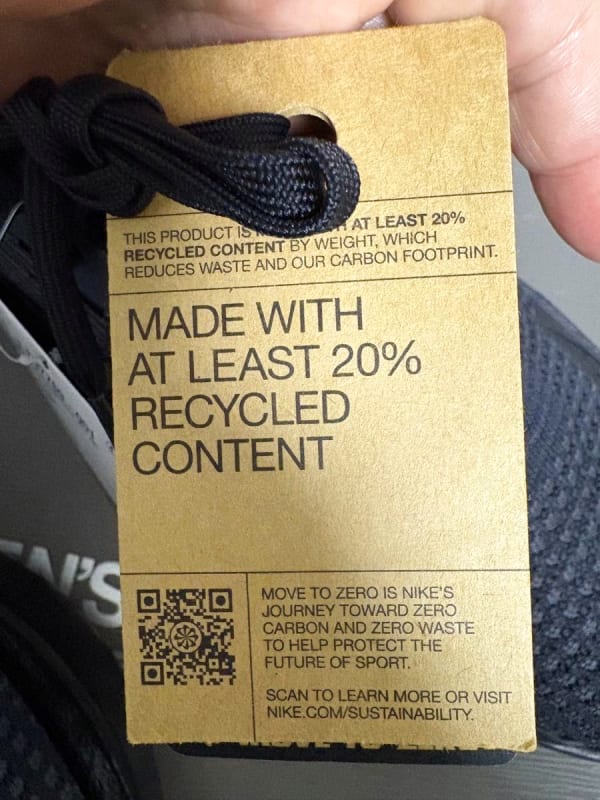 THIS PRODUCT IS AT LEAST 20%
RECYCLED CONTENT BY WEIGHT, WHICH
REDUCES WASTE AND OUR CARBON FOOTPRINT.
MADE WITH
AT LEAST 20%
RECYCLED
CONTENT
EN'S
MOVE TO ZERO IS NIKE'S
JOURNEY TOWARD ZERO
CARBON AND ZERO WASTE
TO HELP PROTECT THE
FUTURE OF SPORT.
SCAN TO LEARN MORE OR VISIT
NIKE.COM/SUSTAINABILITY.